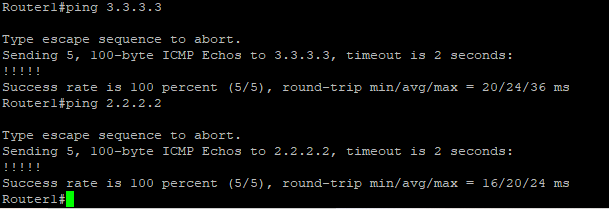 Router1#ping 3.3.3.3
Type escape sequence to abort.
Sending 5, 100-byte ICMP Echos to 3.3.3.3, timeout is 2 seconds:
!!!!!
Success rate is 100 percent (5/5), round-trip min/avg/max = 20/24/36 ms
Router1#ping 2.2.2.2
Type escape sequence to abort.
Sending 5, 100-byte ICMP Echos to 2.2.2.2, timeout is 2 seconds:
!!!!!
Success rate is 100 percent (5/5), round-trip min/avg/max = 16/20/24 ms
Router1#